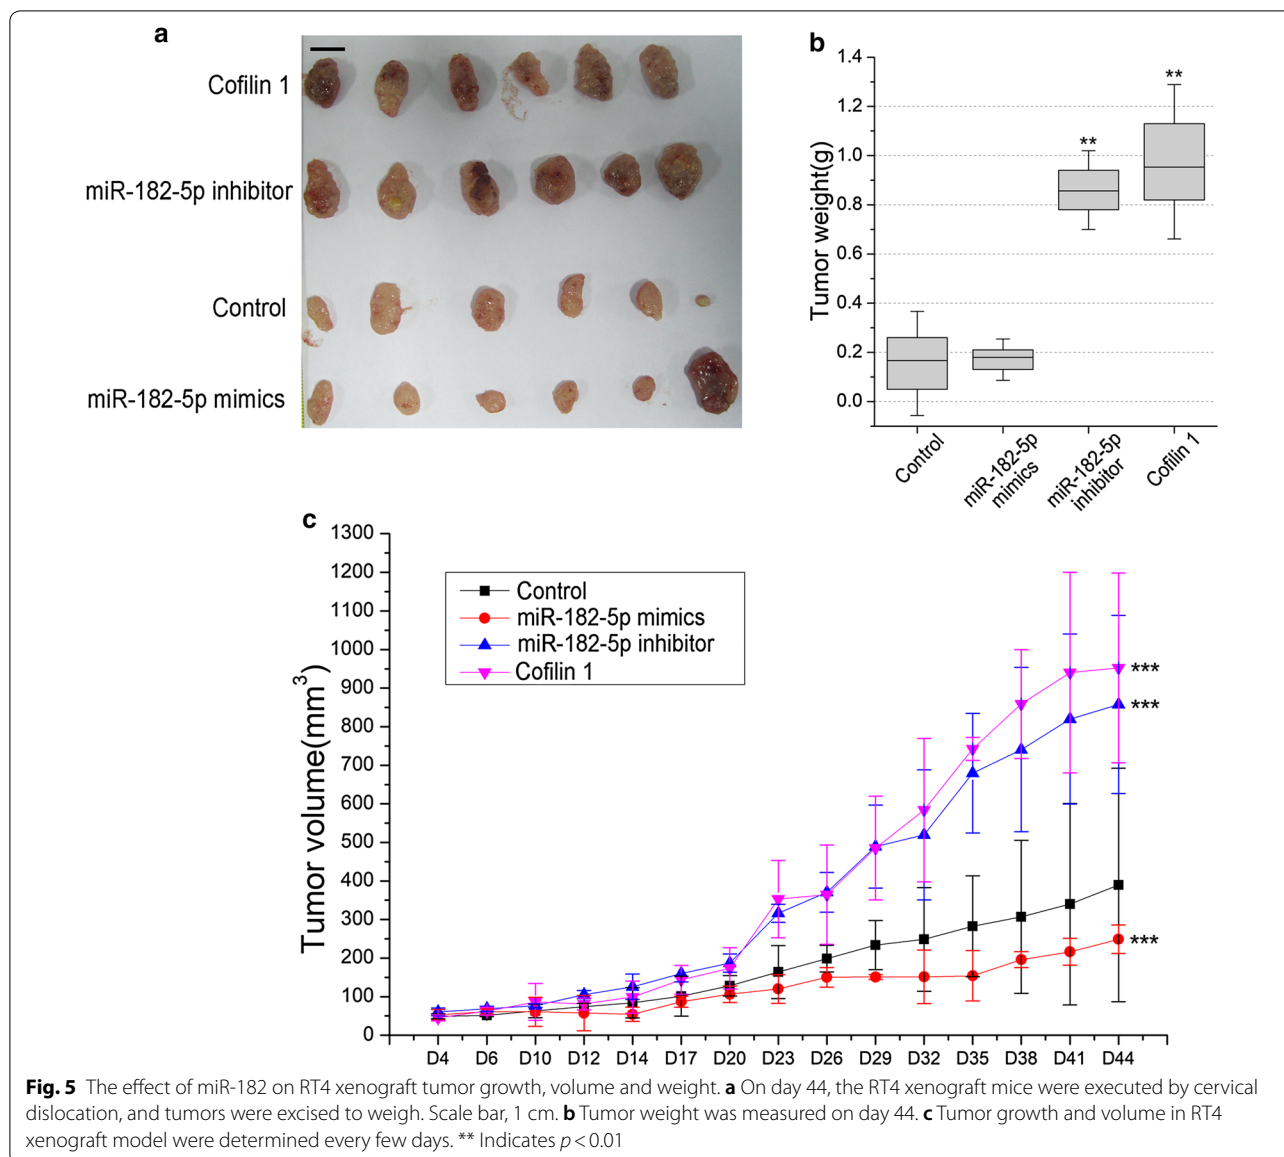 a
Cofilin 1
miR-182-5p inhibitor
Control
miR-182-5p mimics
b
Tumor weight(g)
1.4
1.2
1.0
0.8
0.6
0.4
0.2
0.0
**
**
Control
miR-182-5p
mimics
miR-182-5p
inhibitor
Cofilin 1
c
Tumor volume(mm3)
1300
1200
1100
1000
900
800
700
600
500
400
300
200
100
0
Control
miR-182-5p mimics
miR-182-5p inhibitor
Cofilin 1
***
***
***
D4 D6 D10 D12 D14 D17 D20 D23 D26 D29 D32 D35 D38 D41 D44
Fig. 5 The effect of miR-182 on RT4 xenograft tumor growth, volume and weight. a On day 44, the RT4 xenograft mice were executed by cervical
dislocation, and tumors were excised to weigh. Scale bar, 1 cm. b Tumor weight was measured on day 44. c Tumor growth and volume in RT4
xenograft model were determined every few days. ** Indicates p < 0.01